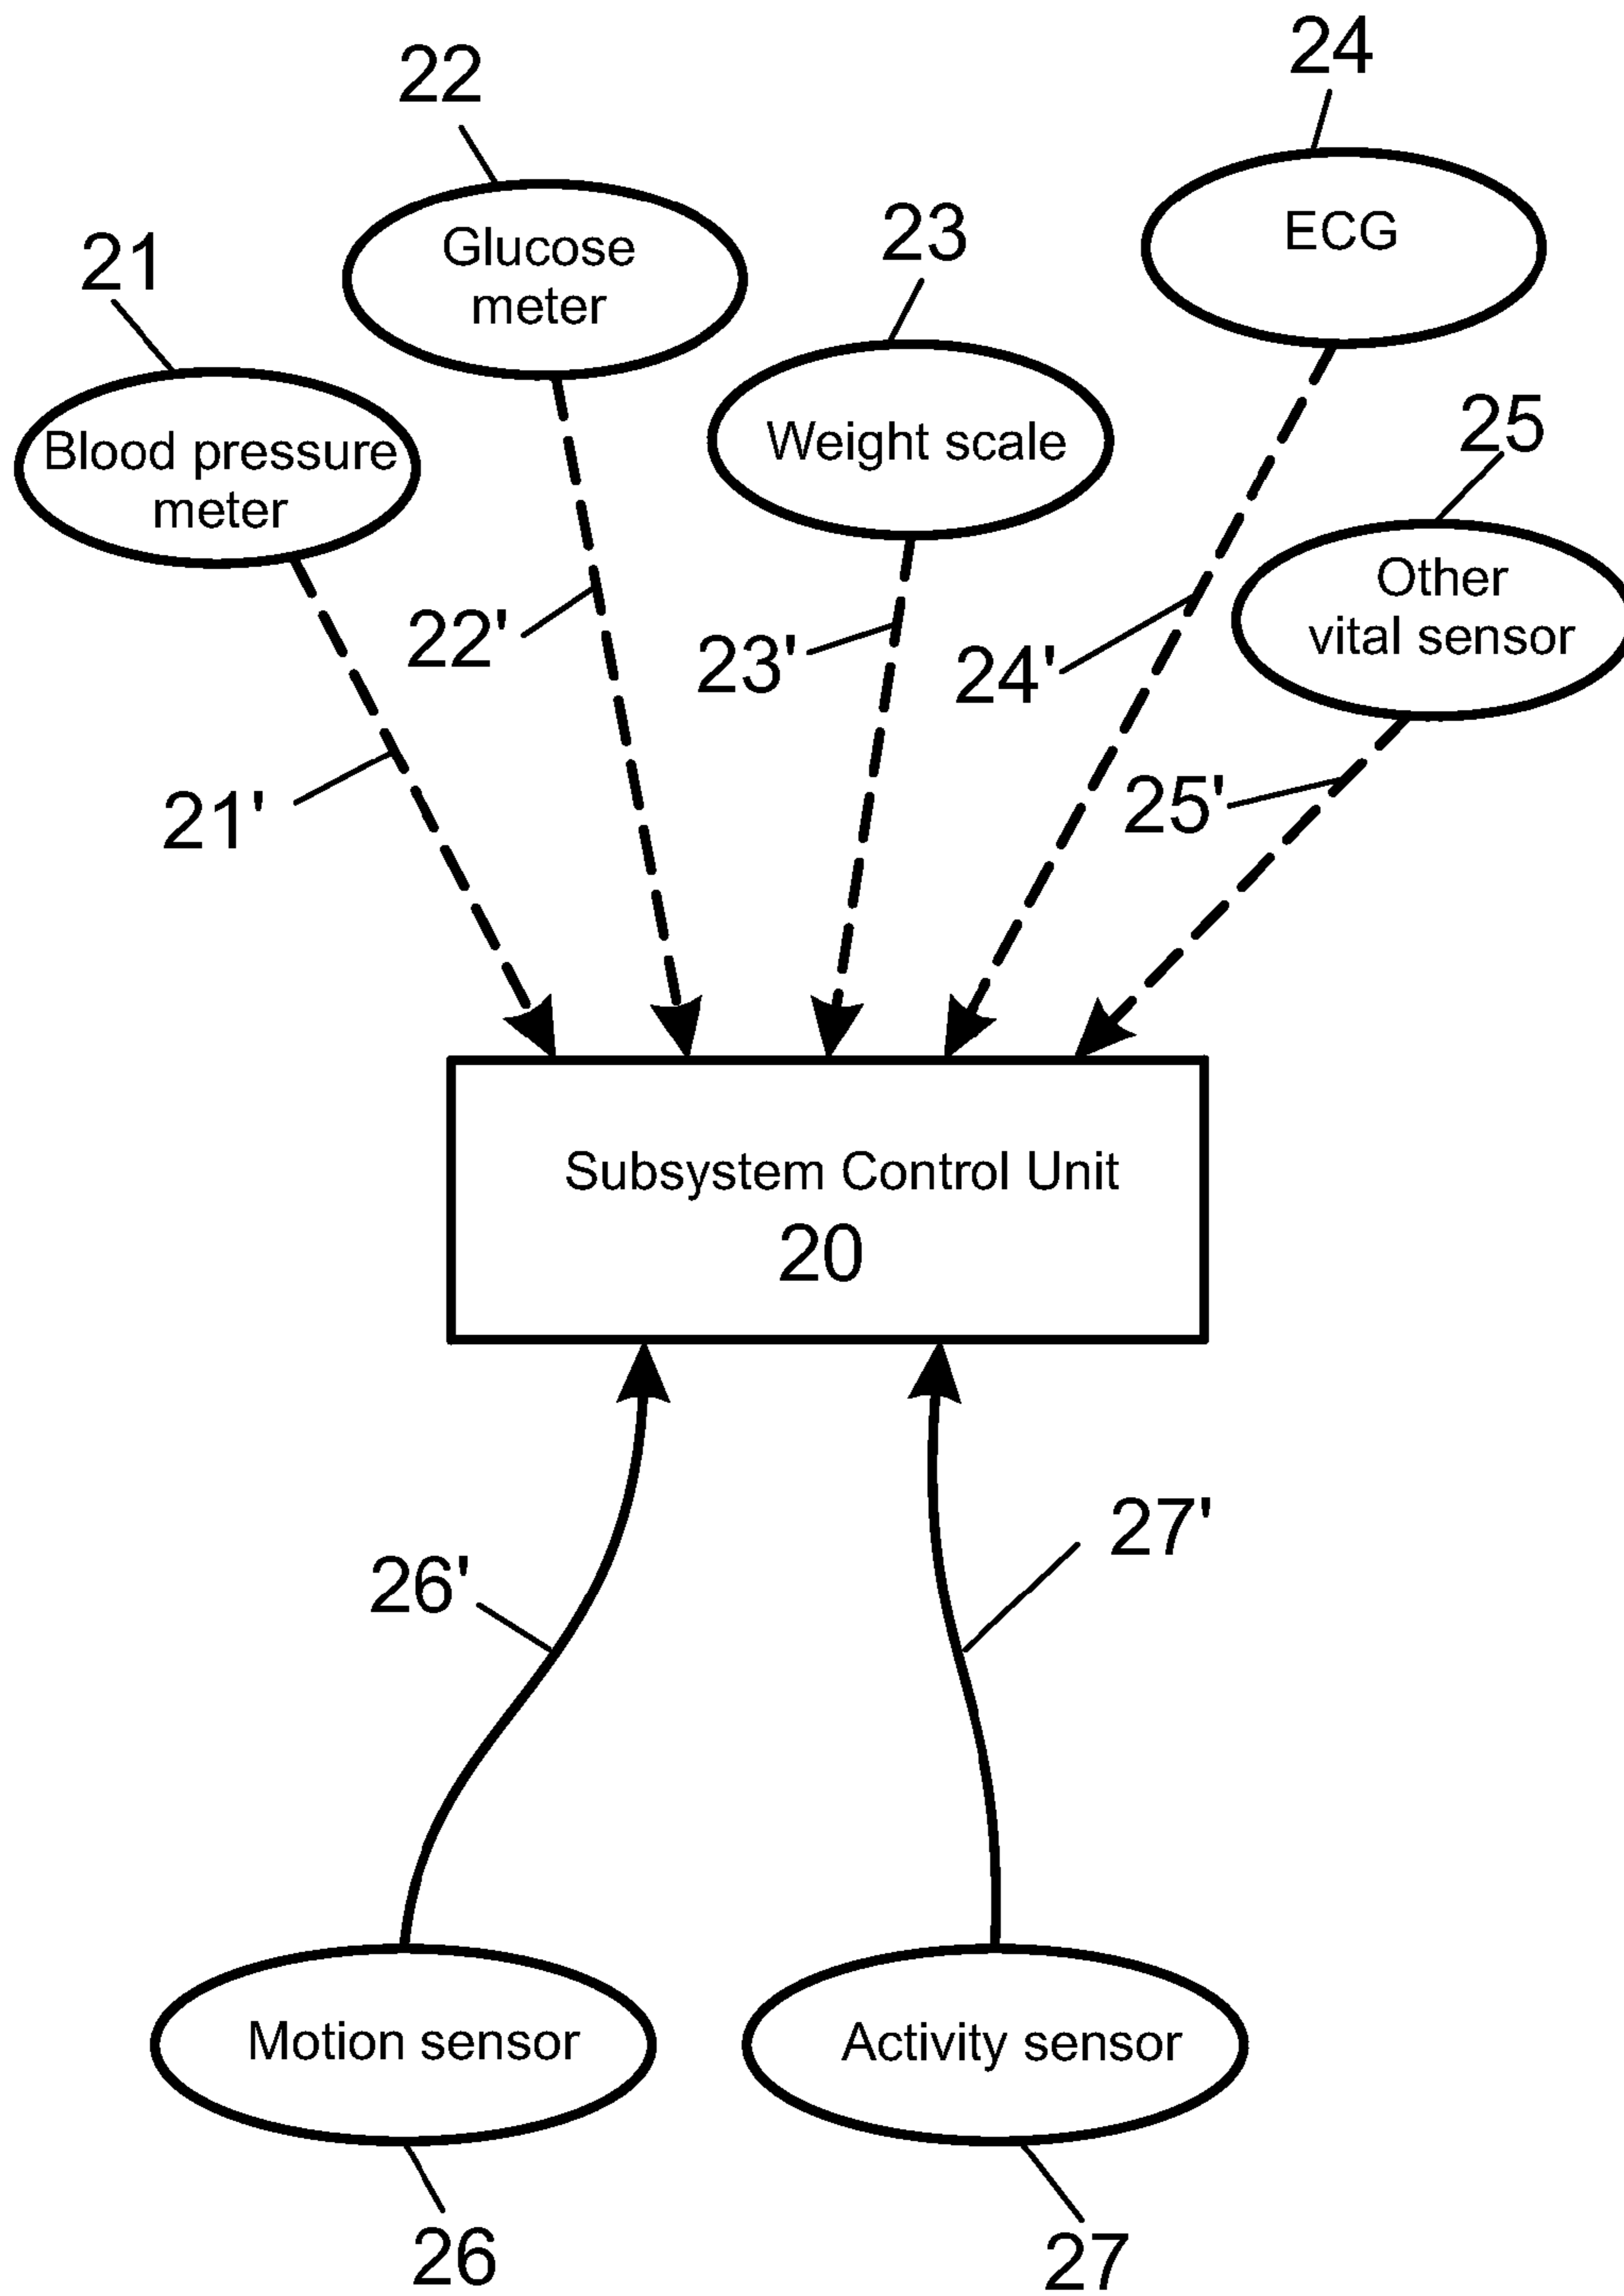 24
22
23
21
ECG
Glucose
meter
25
Weight scale
Blood pressure
meter
Other
vital sensor
22'
23'
24'
25'
21'
Subsystem Control Unit
20
27'
26'
Motion sensor
Activity sensor
26
27